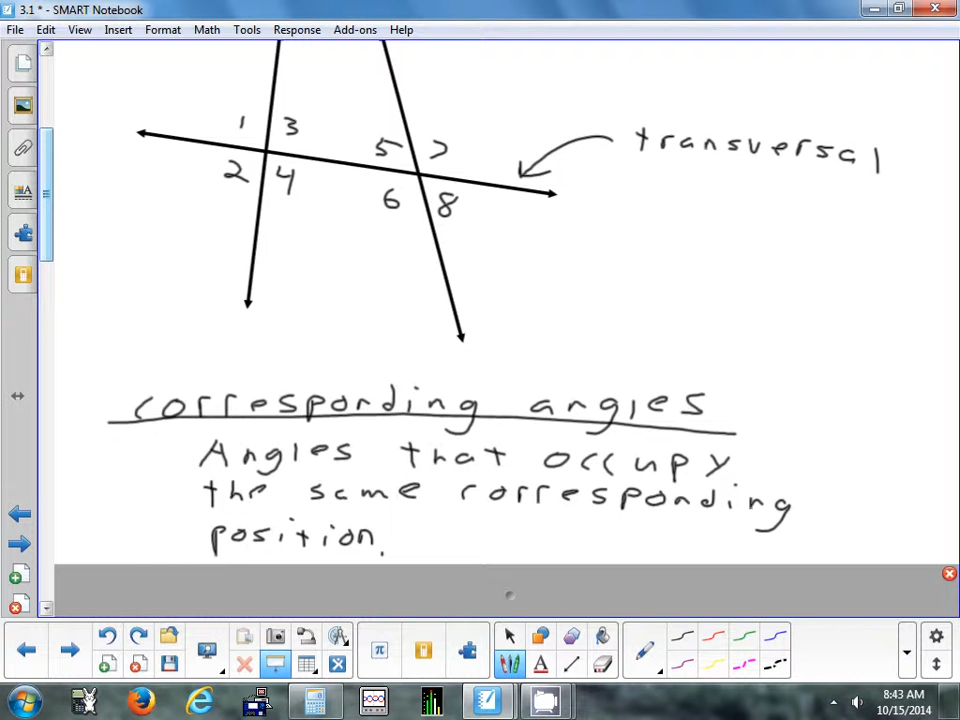 3.1 * - SMART Notebook
File Edit View Insert Format Math Tools Response Add-ons Help
1 3 5 7
2 4 6 8
transversal
corresponding angles
Angles that occupy
the same corresponding
position.
π
A
8:43 AM
10/15/2014